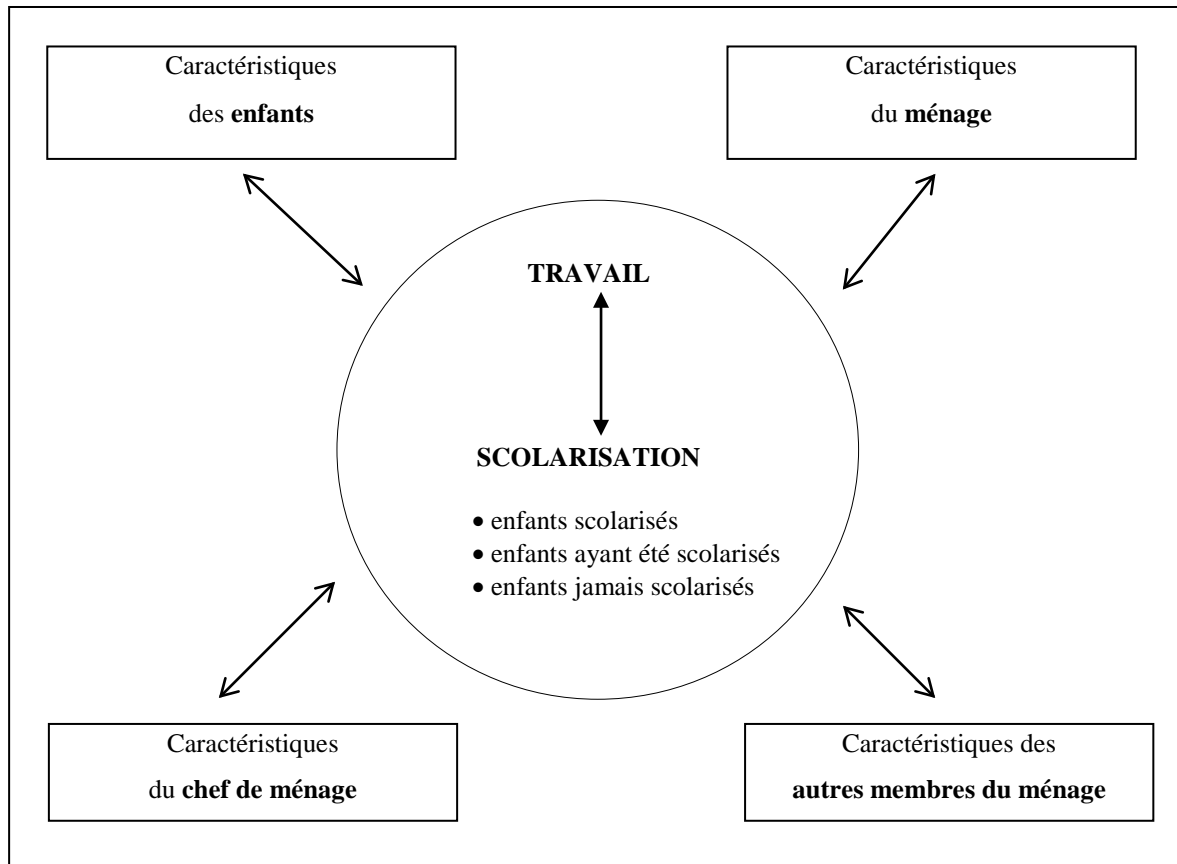 Caractéristiques
des enfants
Caractéristiques
du ménage
TRAVAIL
SCOLARISATION
• enfants scolarisés
• enfants ayant été scolarisés
• enfants jamais scolarisés
Caractéristiques
du chef de ménage
Caractéristiques des
autres membres du ménage